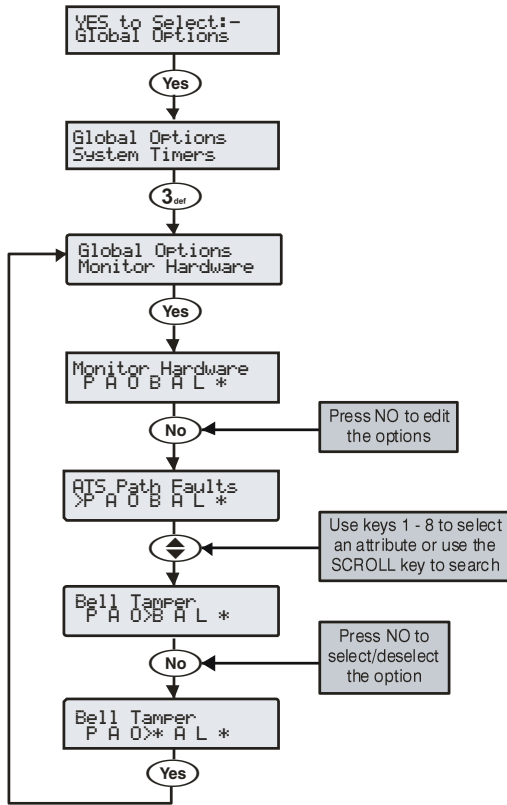 YES to Select:-
Global Options
Yes
Global Options
System Timers
3def
Global Options
Monitor Hardware
Yes
Monitor Hardware
P A O B A L *
No
Press NO to edit
the options
ATS Path Faults
>P A O B A L *
Use keys 1 - 8 to select
an attribute or use the
SCROLL key to search
Bell Tamper
P A O>B A L *
No
Press NO to
select/deselect
the option
Bell Tamper
P A O>* A L *
Yes